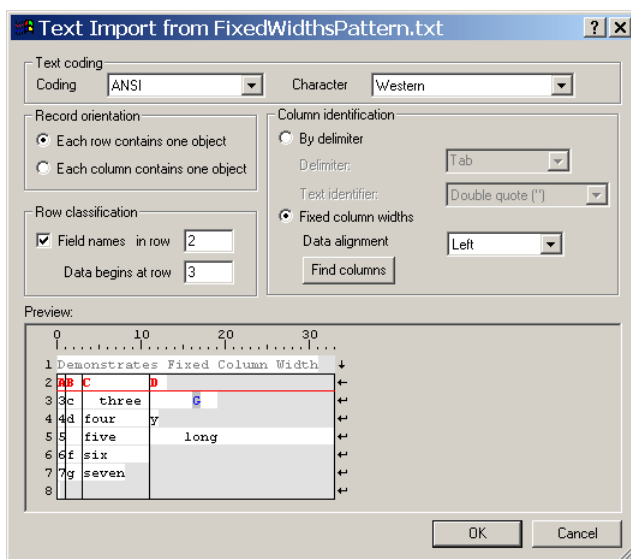 Text Import from FixedWidthsPattern.txt
Text coding
Coding ANSI Character Western
Record orientation
Each row contains one object
Each column contains one object
Row classification
Field names in row 2
Data begins at row 3
Column identification
By delimiter
Delimiter: Tab
Text identifier: Double quote (")
Fixed column widths
Data alignment Left
Find columns
Preview:
0 10 20 30
1 Demonstrates Fixed Column Width
2 AB C D
3 3c three G
4 4d four y
5 5 five long
6 6f six
7 7g seven
8
OK Cancel